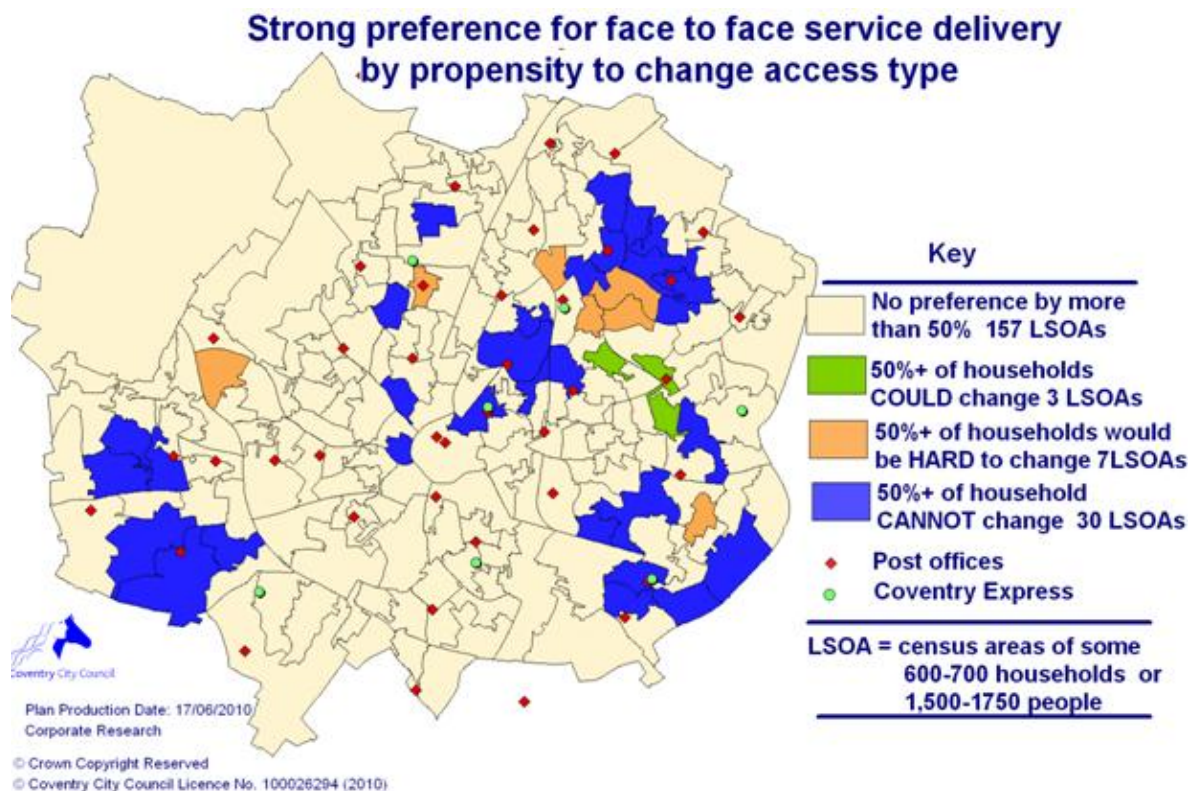 Strong preference for face to face service delivery
by propensity to change access type
Key
No preference by more
than 50% 157 LSOAs
50%+ of households
COULD change 3 LSOAs
50%+ of households would
be HARD to change 7LSOAs
50%+ of household
CANNOT change 30 LSOAs
Post offices
Coventry Express
LSOA = census areas of some
600-700 households or
1,500-1750 people
Coventry City Council
Plan Production Date: 17/06/2010
Corporate Research
© Crown Copyright Reserved
© Coventry City Council Licence No. 100026294 (2010)